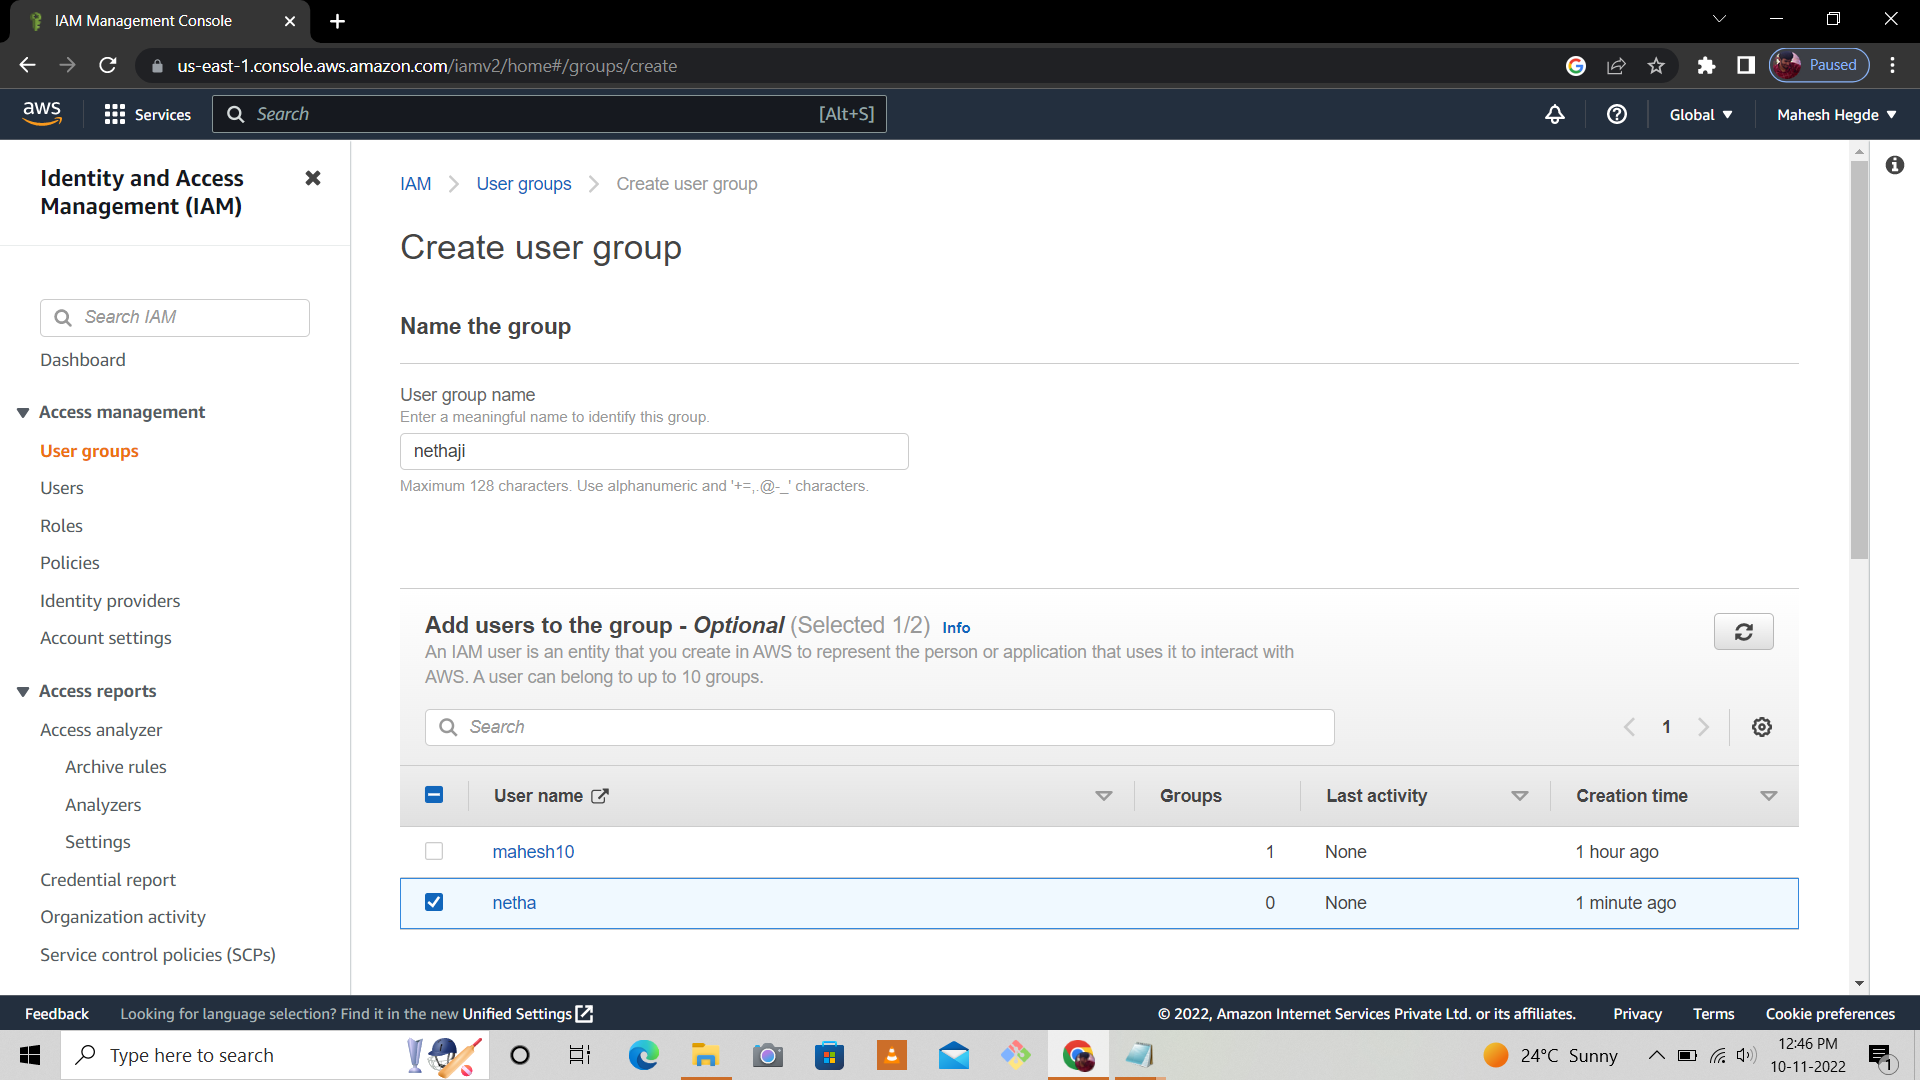 IAM Management Console
us-east-1.console.aws.amazon.com/iamv2/home#/groups/create
Paused
aws
Services
Search
[Alt+S]
Global
Mahesh Hegde
Identity and Access
Management (IAM)
Search IAM
Dashboard
Access management
User groups
Users
Roles
Policies
Identity providers
Account settings
Access reports
Access analyzer
Archive rules
Analyzers
Settings
Credential report
Organization activity
Service control policies (SCPs)
IAM
User groups
Create user group
Create user group
Name the group
User group name
Enter a meaningful name to identify this group.
nethaji
Maximum 128 characters. Use alphanumeric and '+=,.@-_' characters.
Add users to the group - Optional (Selected 1/2) Info
An IAM user is an entity that you create in AWS to represent the person or application that uses it to interact with
AWS. A user can belong to up to 10 groups.
Search
1
User name
Groups
Last activity
Creation time
mahesh10
1
None
1 hour ago
netha
0
None
1 minute ago
Feedback
Looking for language selection? Find it in the new Unified Settings
© 2022, Amazon Internet Services Private Ltd. or its affiliates.
Privacy
Terms
Cookie preferences
Type here to search
24°C Sunny
12:46 PM
10-11-2022
1